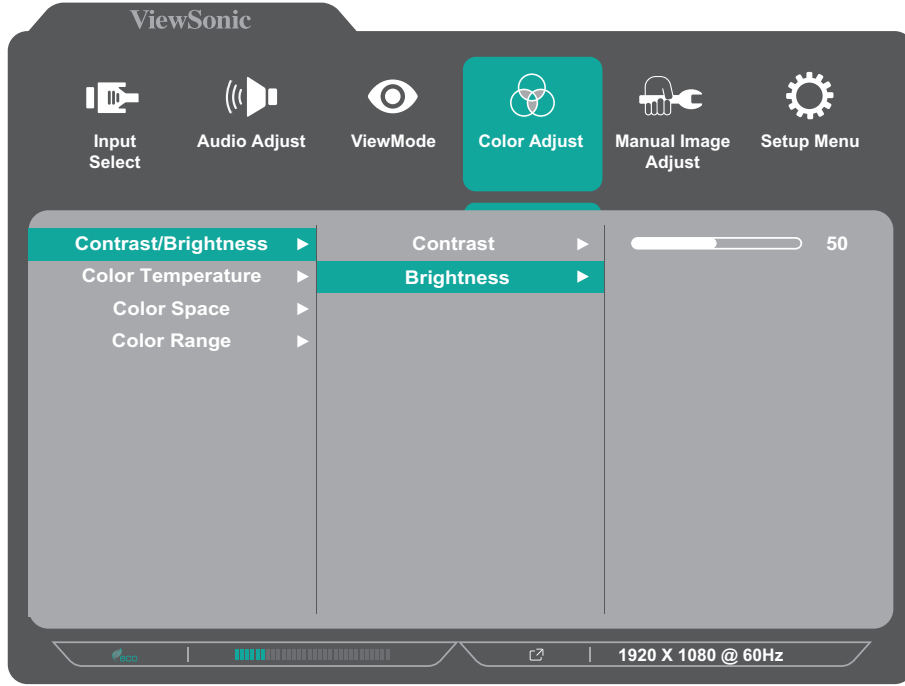 ViewSonic
Input Select
Audio Adjust
ViewMode
Color Adjust
Manual Image Adjust
Setup Menu
Contrast/Brightness
Contrast
50
Color Temperature
Brightness
Color Space
Color Range
eco
1920 X 1080 @ 60Hz